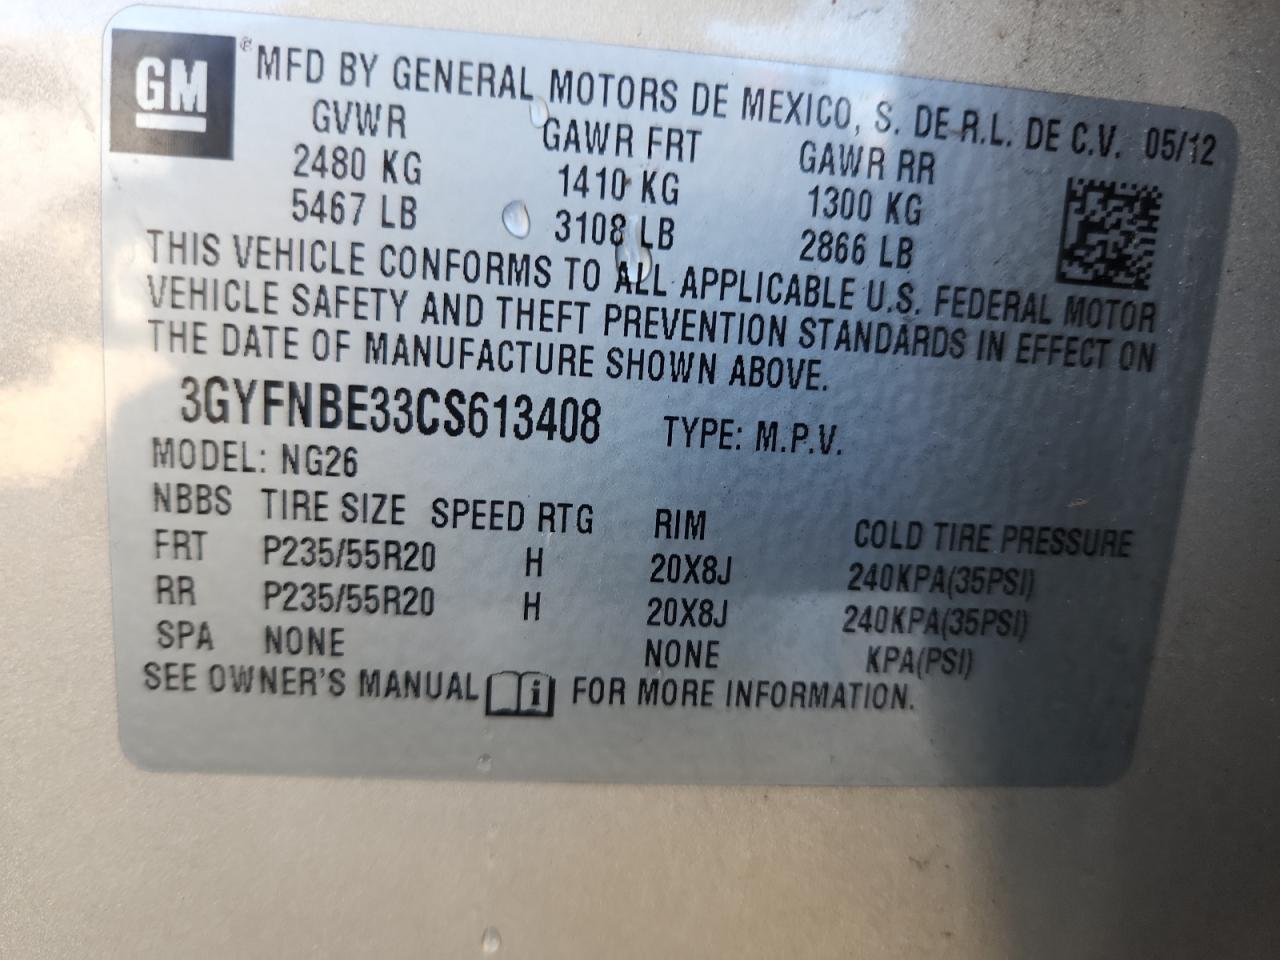 GM ® MFD BY GENERAL MOTORS DE MEXICO, S. DE R.L. DE C.V. 05/12
GVWR GAWR FRT GAWR RR
2480 KG 1410 KG 1300 KG
5467 LB 3108 LB 2866 LB
THIS VEHICLE CONFORMS TO ALL APPLICABLE U.S. FEDERAL MOTOR
VEHICLE SAFETY AND THEFT PREVENTION STANDARDS IN EFFECT ON
THE DATE OF MANUFACTURE SHOWN ABOVE.
3GYFNBE33CS613408 TYPE: M.P.V.
MODEL: NG26
NBBS TIRE SIZE SPEED RTG RIM COLD TIRE PRESSURE
FRT P235/55R20 H 20X8J 240KPA(35PSI)
RR P235/55R20 H 20X8J 240KPA(35PSI)
SPA NONE NONE KPA(PSI)
SEE OWNER'S MANUAL i FOR MORE INFORMATION.